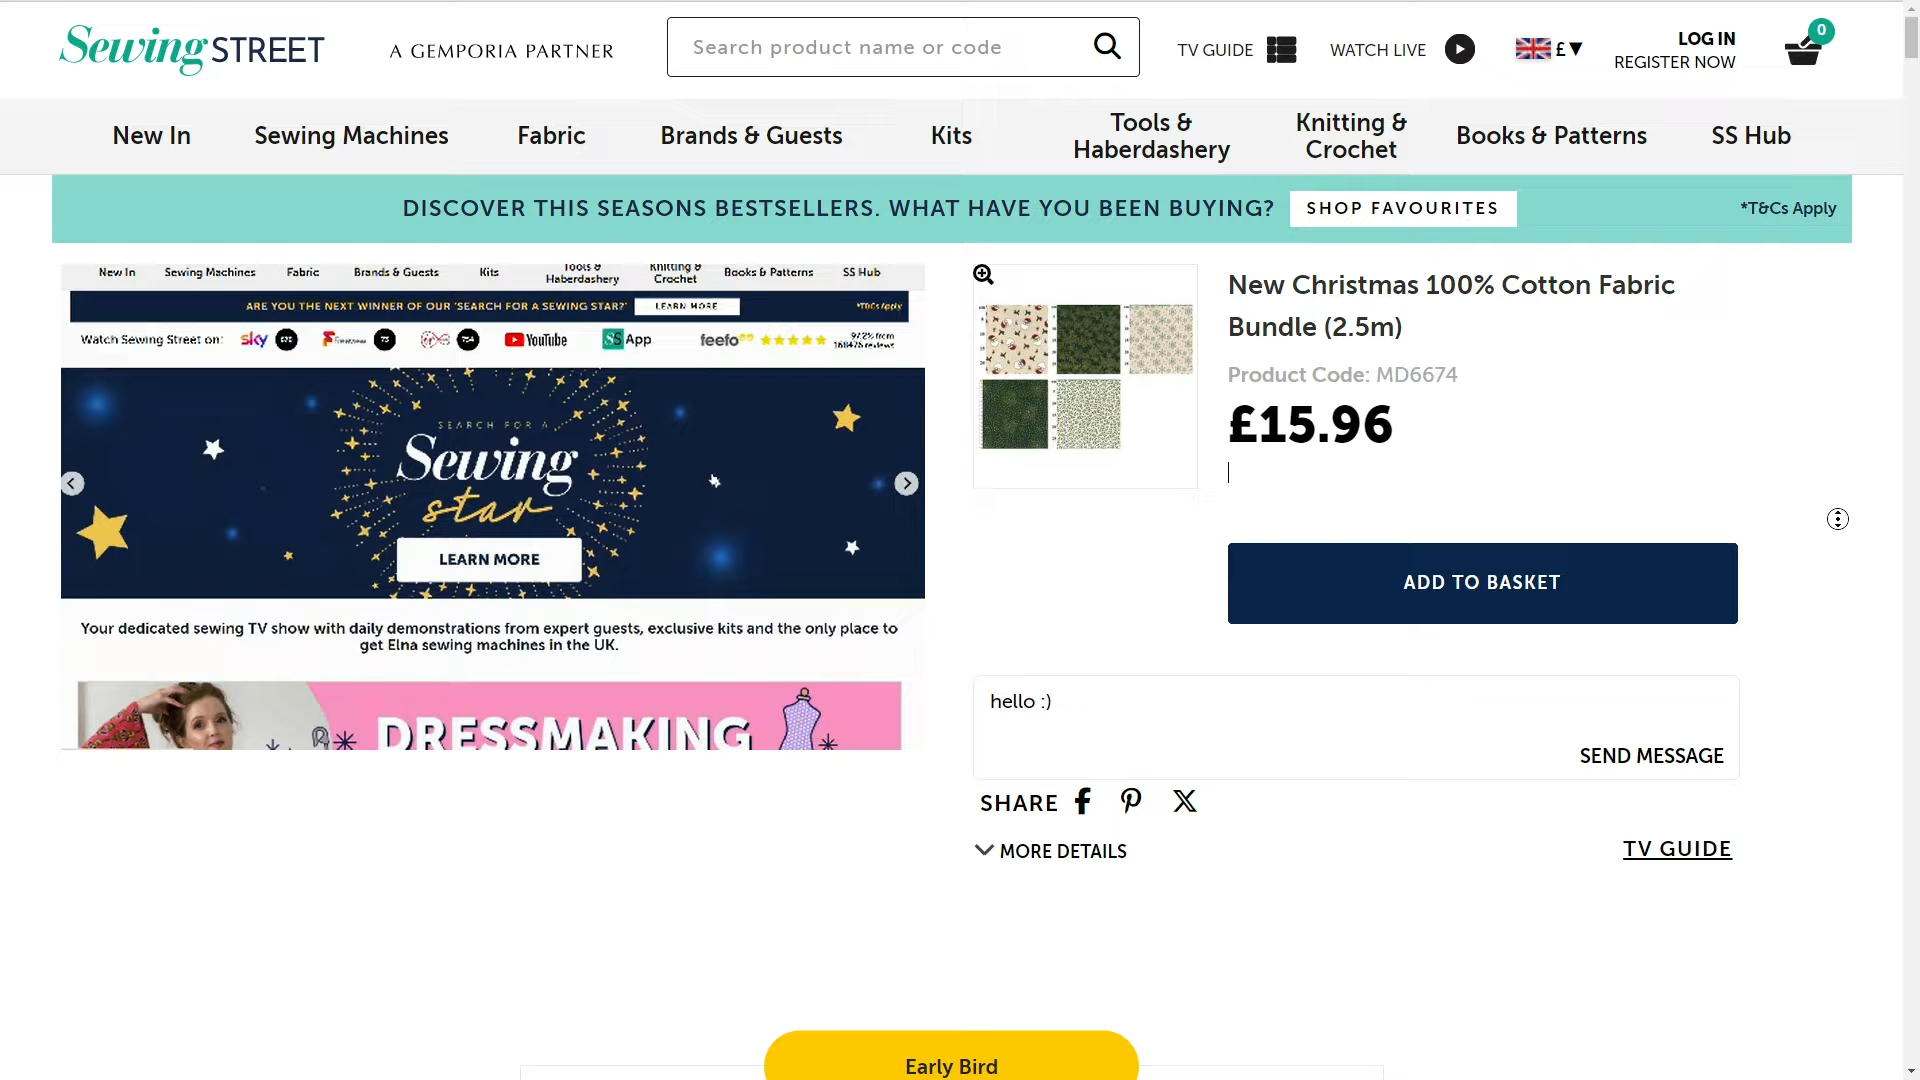 Sewing STREET
A GEMPORIA PARTNER
Search product name or code
TV GUIDE
WATCH LIVE
£
LOG IN
REGISTER NOW
0
New In
Sewing Machines
Fabric
Brands & Guests
Kits
Tools &
Haberdashery
Knitting &
Crochet
Books & Patterns
SS Hub
DISCOVER THIS SEASONS BESTSELLERS. WHAT HAVE YOU BEEN BUYING?
SHOP FAVOURITES
*T&Cs Apply
New In
Sewing Machines
Fabric
Brands & Guests
Kits
Tools &
Haberdashery
Knitting &
Crochet
Books & Patterns
SS Hub
ARE YOU THE NEXT WINNER OF OUR 'SEARCH FOR A SEWING STAR?'
LEARN MORE
*T&Cs Apply
Watch Sewing Street on:
sky
Freeview
YouTube
SS App
feefo
97.2% from
SEARCH FOR A
Sewing
star
LEARN MORE
Your dedicated sewing TV show with daily demonstrations from expert guests, exclusive kits and the only place to
get Elna sewing machines in the UK.
DRESSMAKING
New Christmas 100% Cotton Fabric
Bundle (2.5m)
Product Code: MD6674
£15.96
ADD TO BASKET
hello :)
SEND MESSAGE
SHARE
MORE DETAILS
TV GUIDE
Early Bird